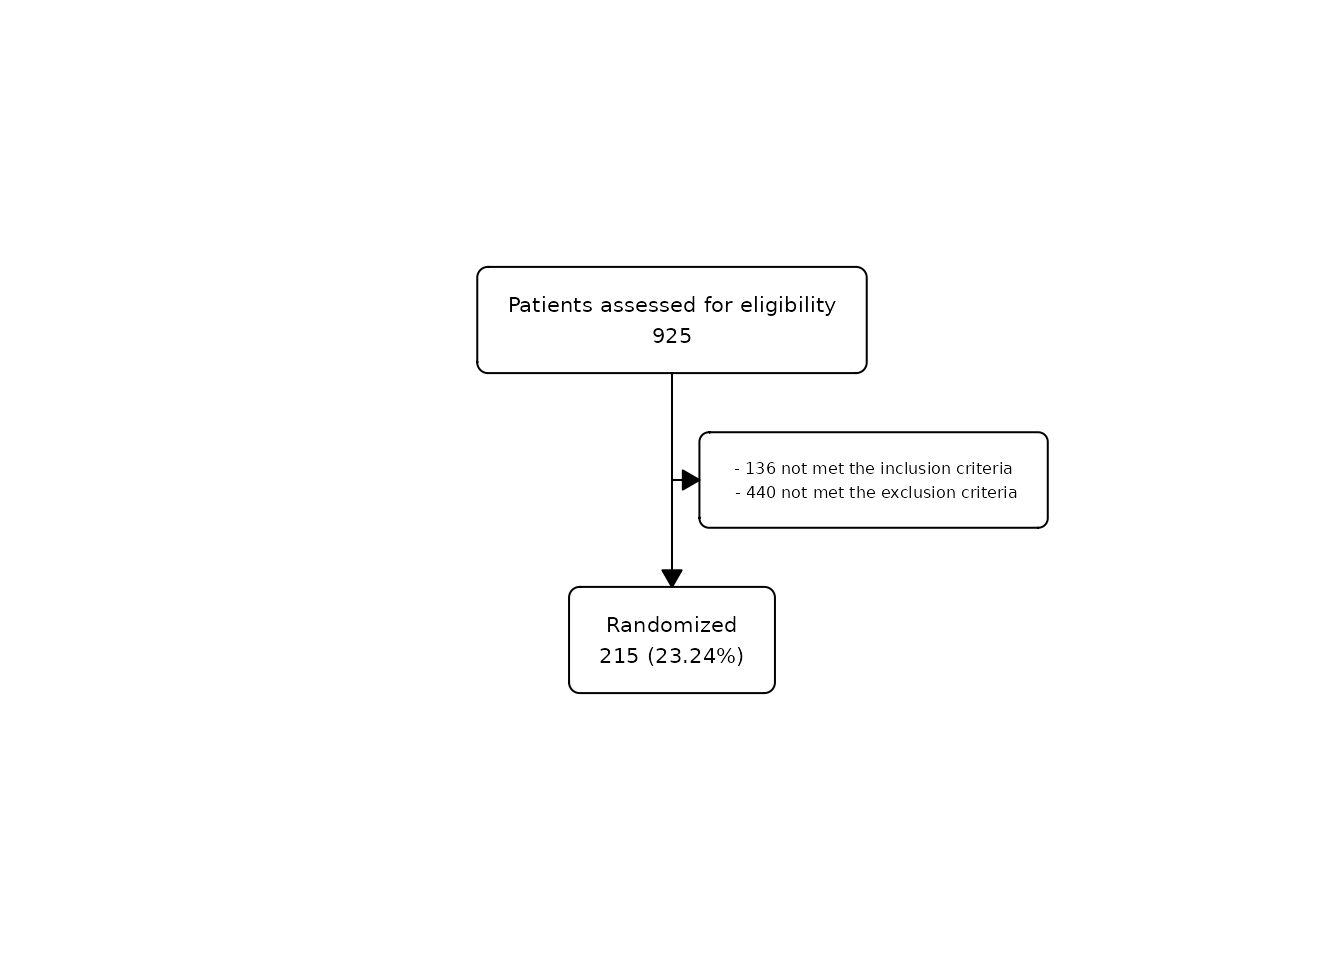 Patients assessed for eligibility
925
- 136 not met the inclusion criteria
- 440 not met the exclusion criteria
Randomized
215 (23.24%)